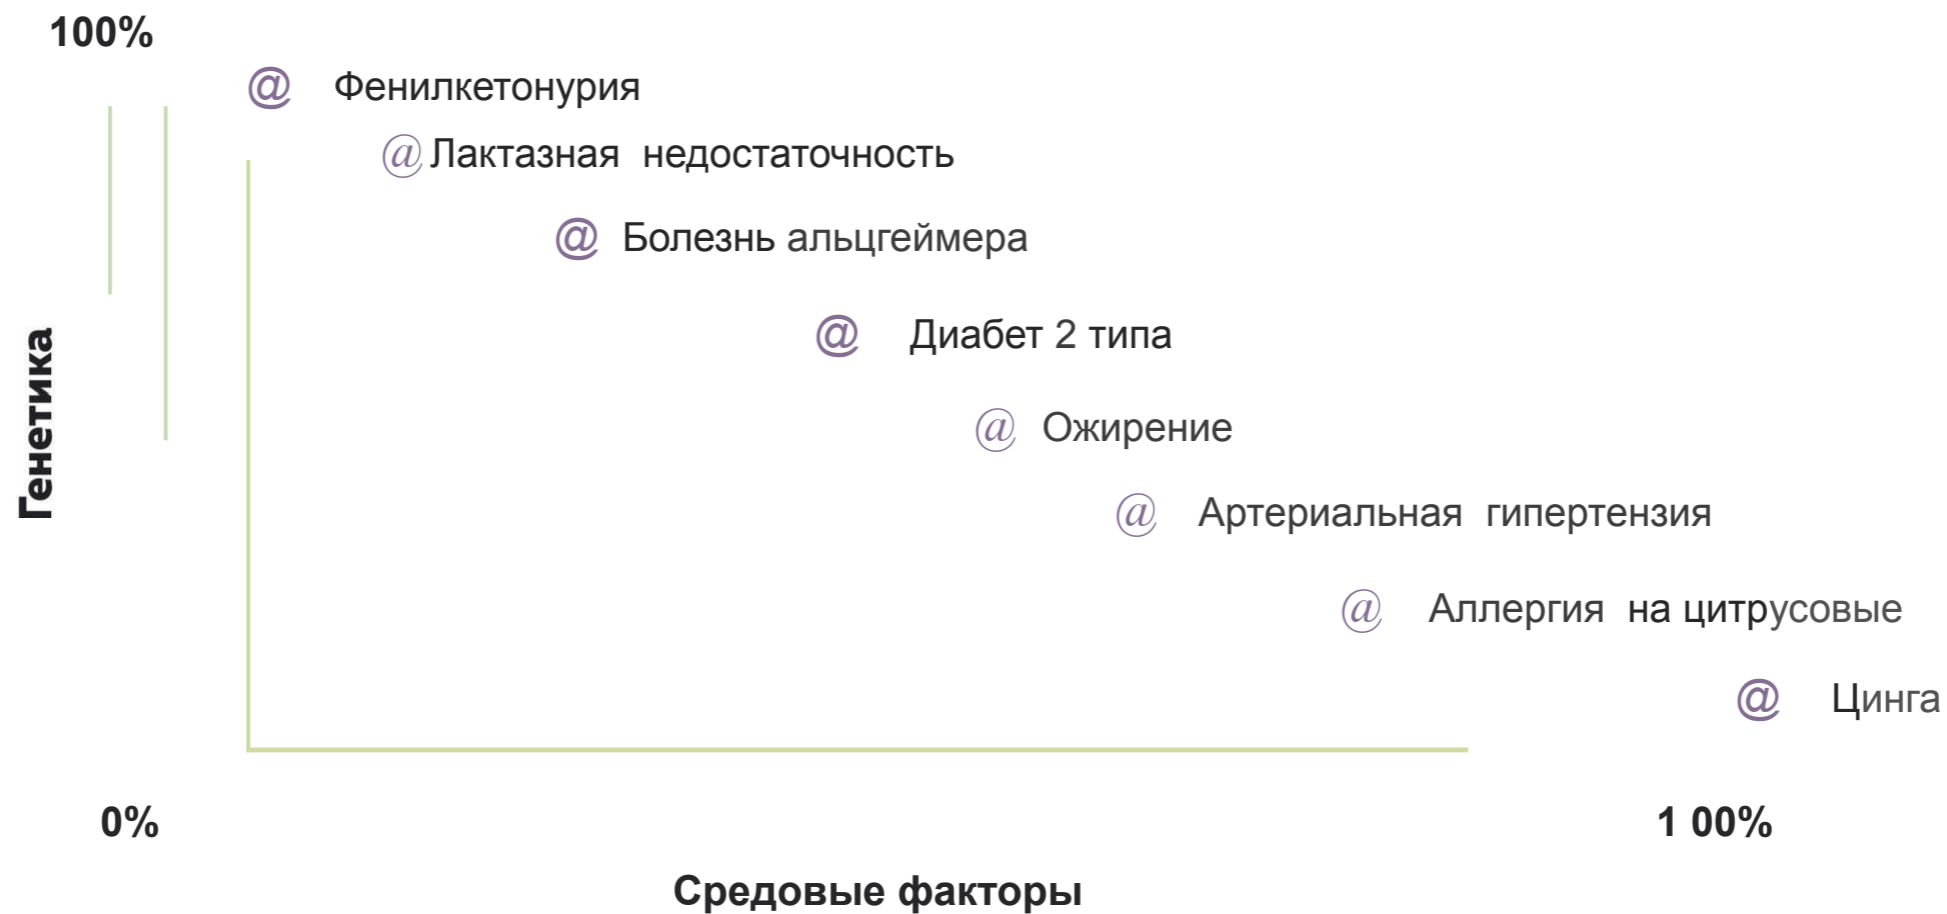 100%
@ Фенилкетонурия
@ Лактазная недостаточность
@ Болезнь альцгеймера
@ Диабет 2 типа
Генетика
@ Ожирение
@ Артериальная гипертензия
@ Аллергия на цитрусовые
@ Цинга
0% 1 00%
Средовые факторы